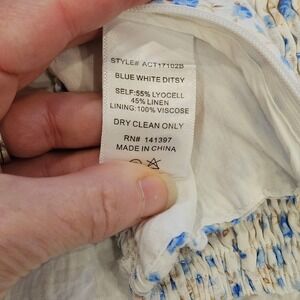 STYLE# ACT17102B
BLUE WHITE DITSY
SELF:55% LYOCELL
45% LINEN
LINING:100% VISCOSE
DRY CLEAN ONLY
RN# 141397
MADE IN CHINA